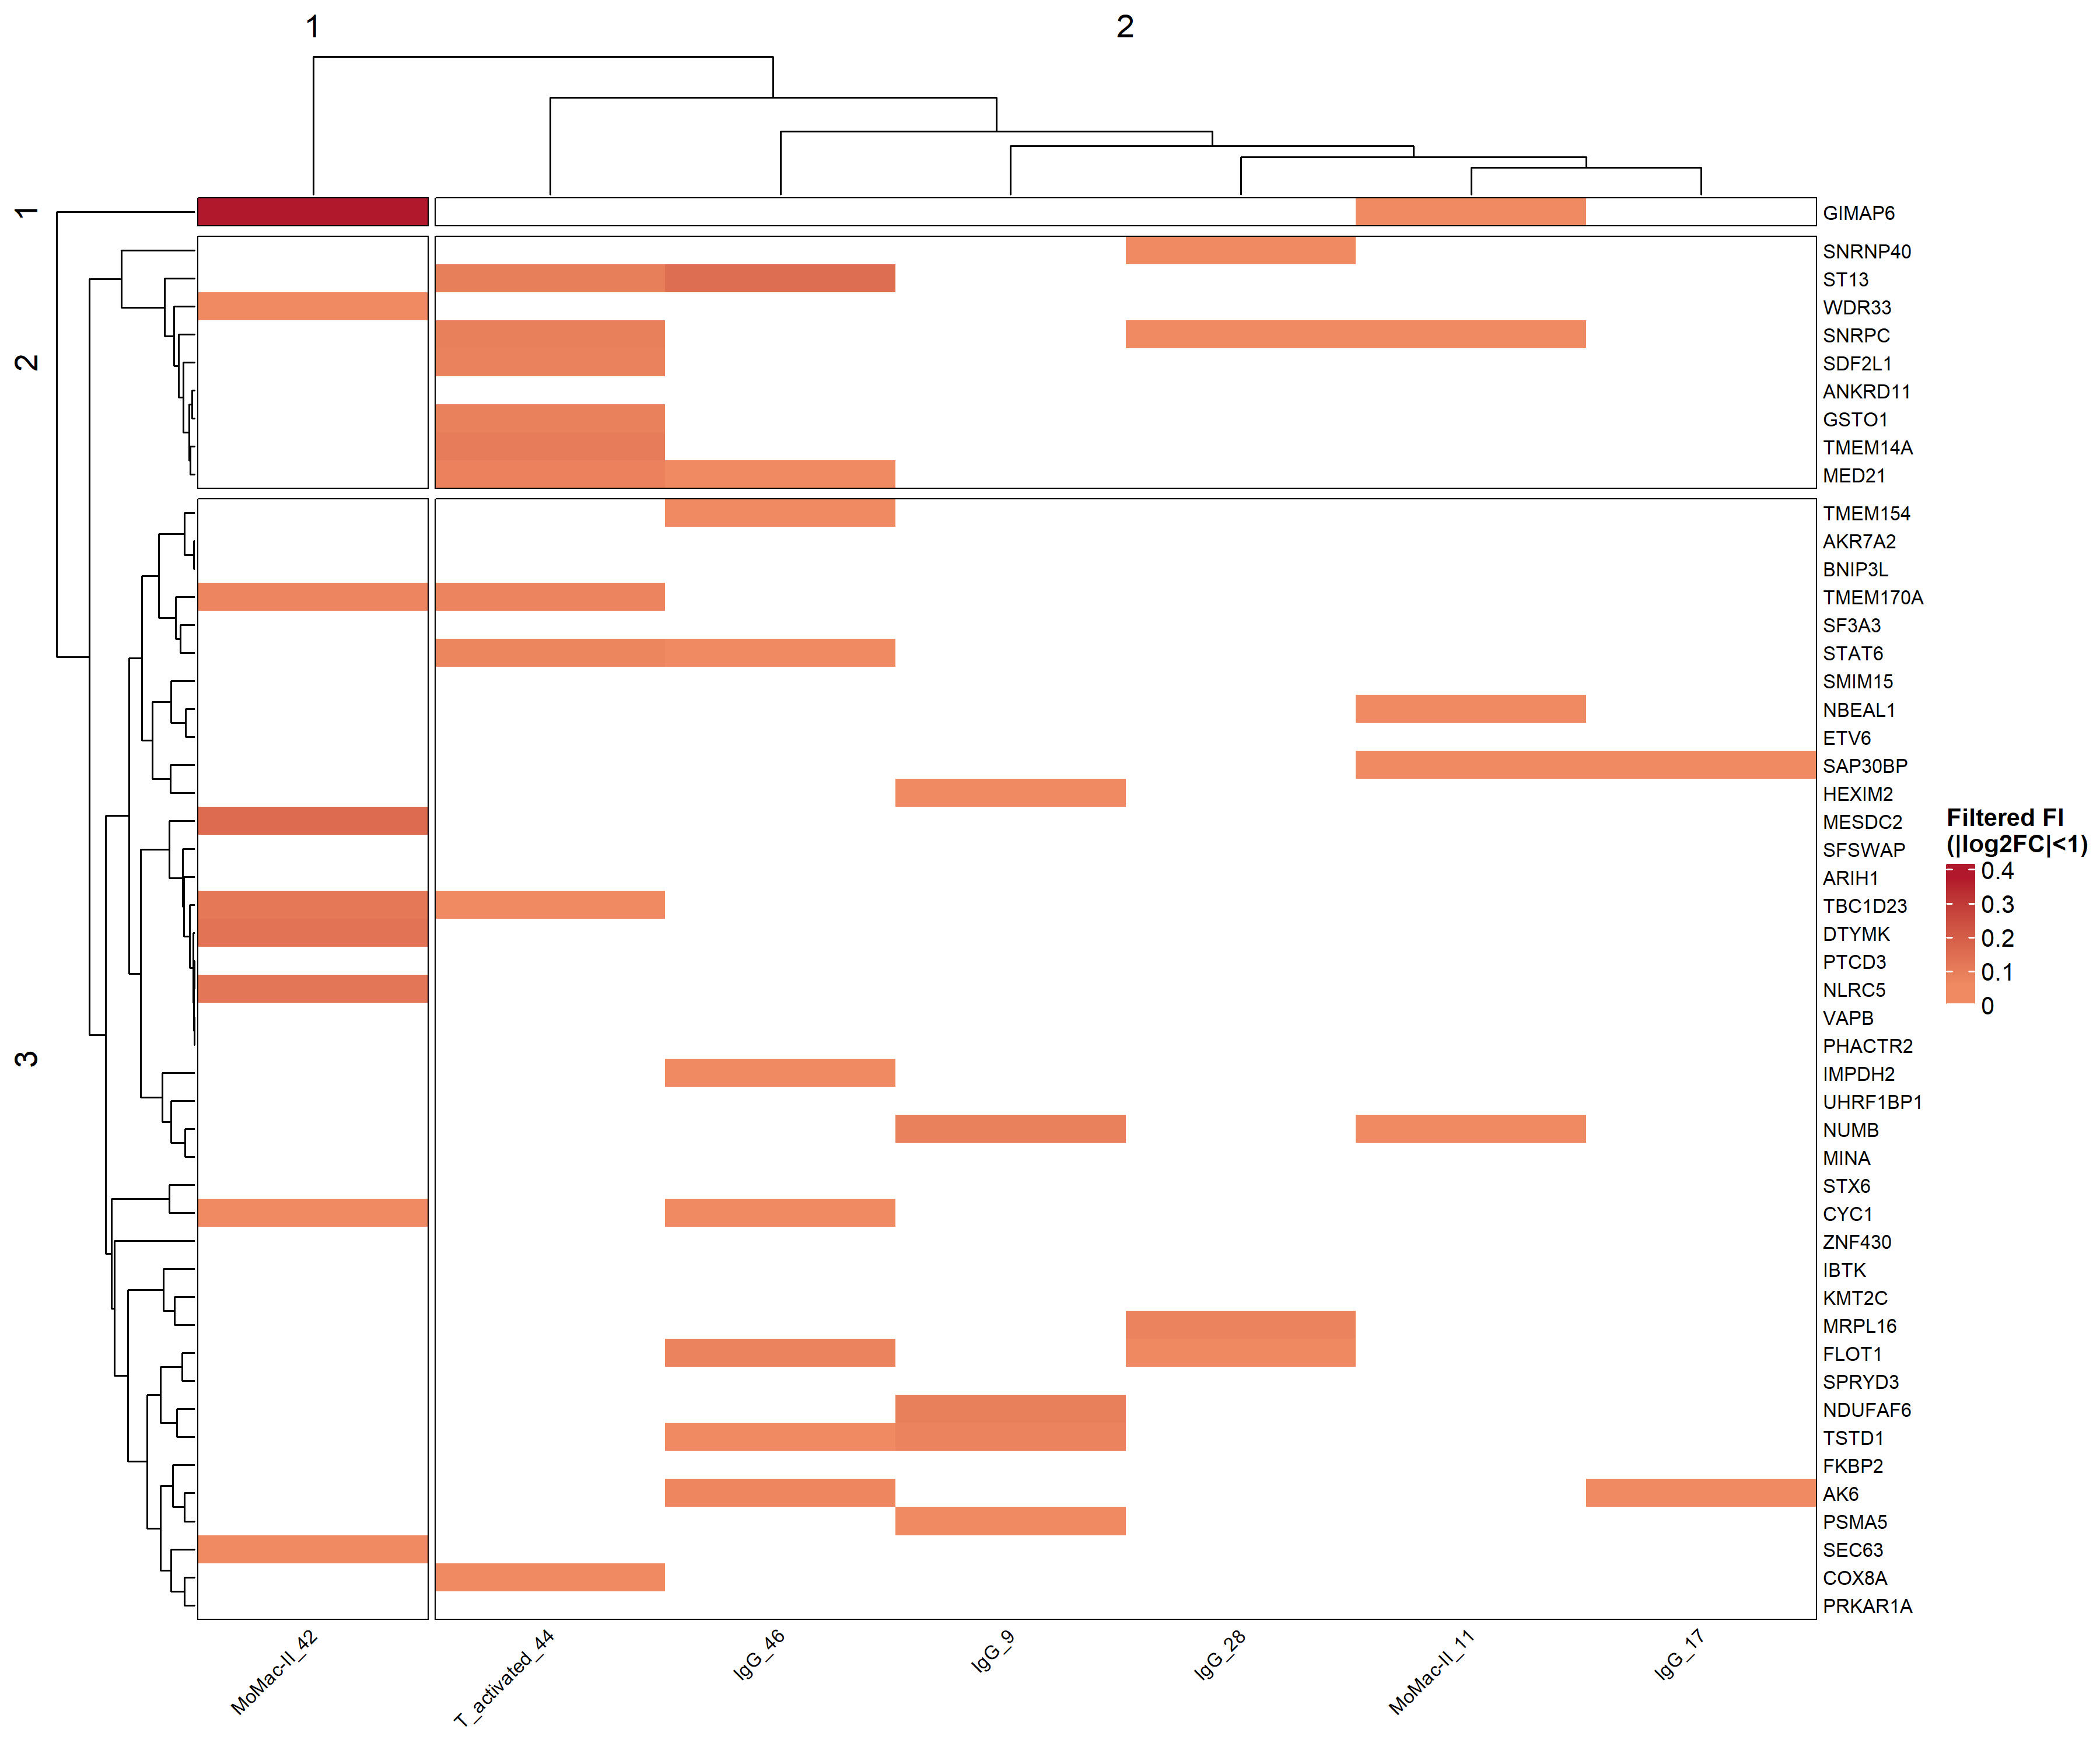 1
2
1
2
3
GIMAP6
SNRNP40
ST13
WDR33
SNRPC
SDF2L1
ANKRD11
GSTO1
TMEM14A
MED21
TMEM154
AKR7A2
BNIP3L
TMEM170A
SF3A3
STAT6
SMIM15
NBEAL1
ETV6
SAP30BP
HEXIM2
MESDC2
SFSWAP
ARIH1
TBC1D23
DTYMK
PTCD3
NLRC5
VAPB
PHACTR2
IMPDH2
UHRF1BP1
NUMB
MINA
STX6
CYC1
ZNF430
IBTK
KMT2C
MRPL16
FLOT1
SPRYD3
NDUFAF6
TSTD1
FKBP2
AK6
PSMA5
SEC63
COX8A
PRKAR1A
Filtered FI
(|log2FC|<1)
0.4
0.3
0.2
0.1
0
MoMac-II_42
T_activated_44
IgG_46
IgG_9
IgG_28
MoMac-II_11
IgG_17